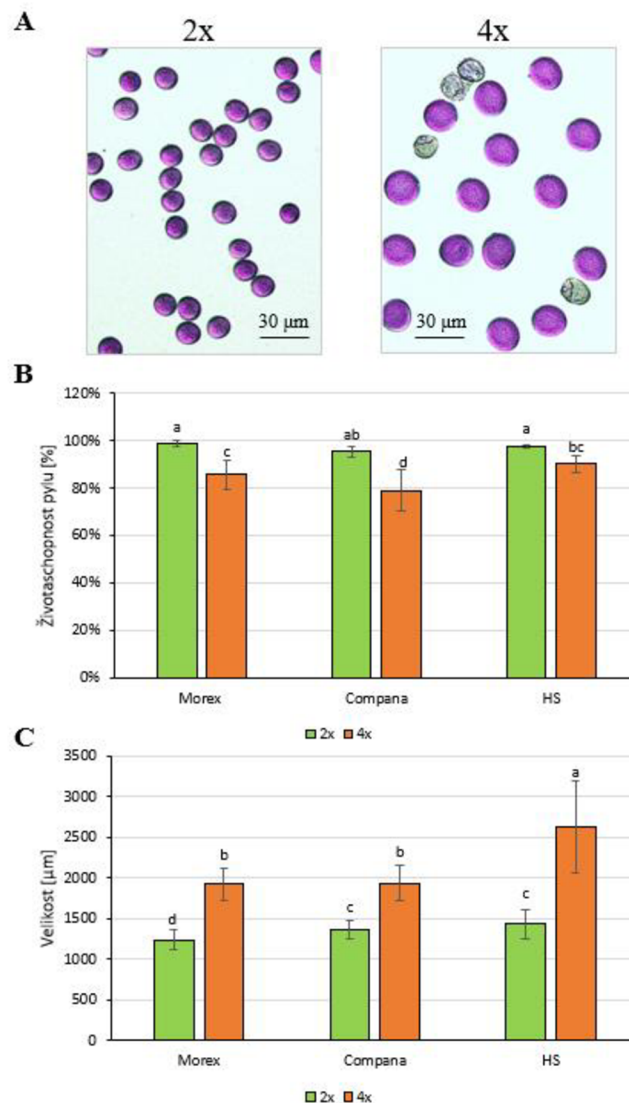 A
2x 4x
30 µm 30 µm
B
Životaschopnost pylu [%]
120%
100%
80%
60%
40%
20%
0%
a c ab d a bc
Morex Compana HS
2x 4x
C
Velikost [µm]
3500
3000
2500
2000
1500
1000
500
0
d b c b c a
Morex Compana HS
2x 4x